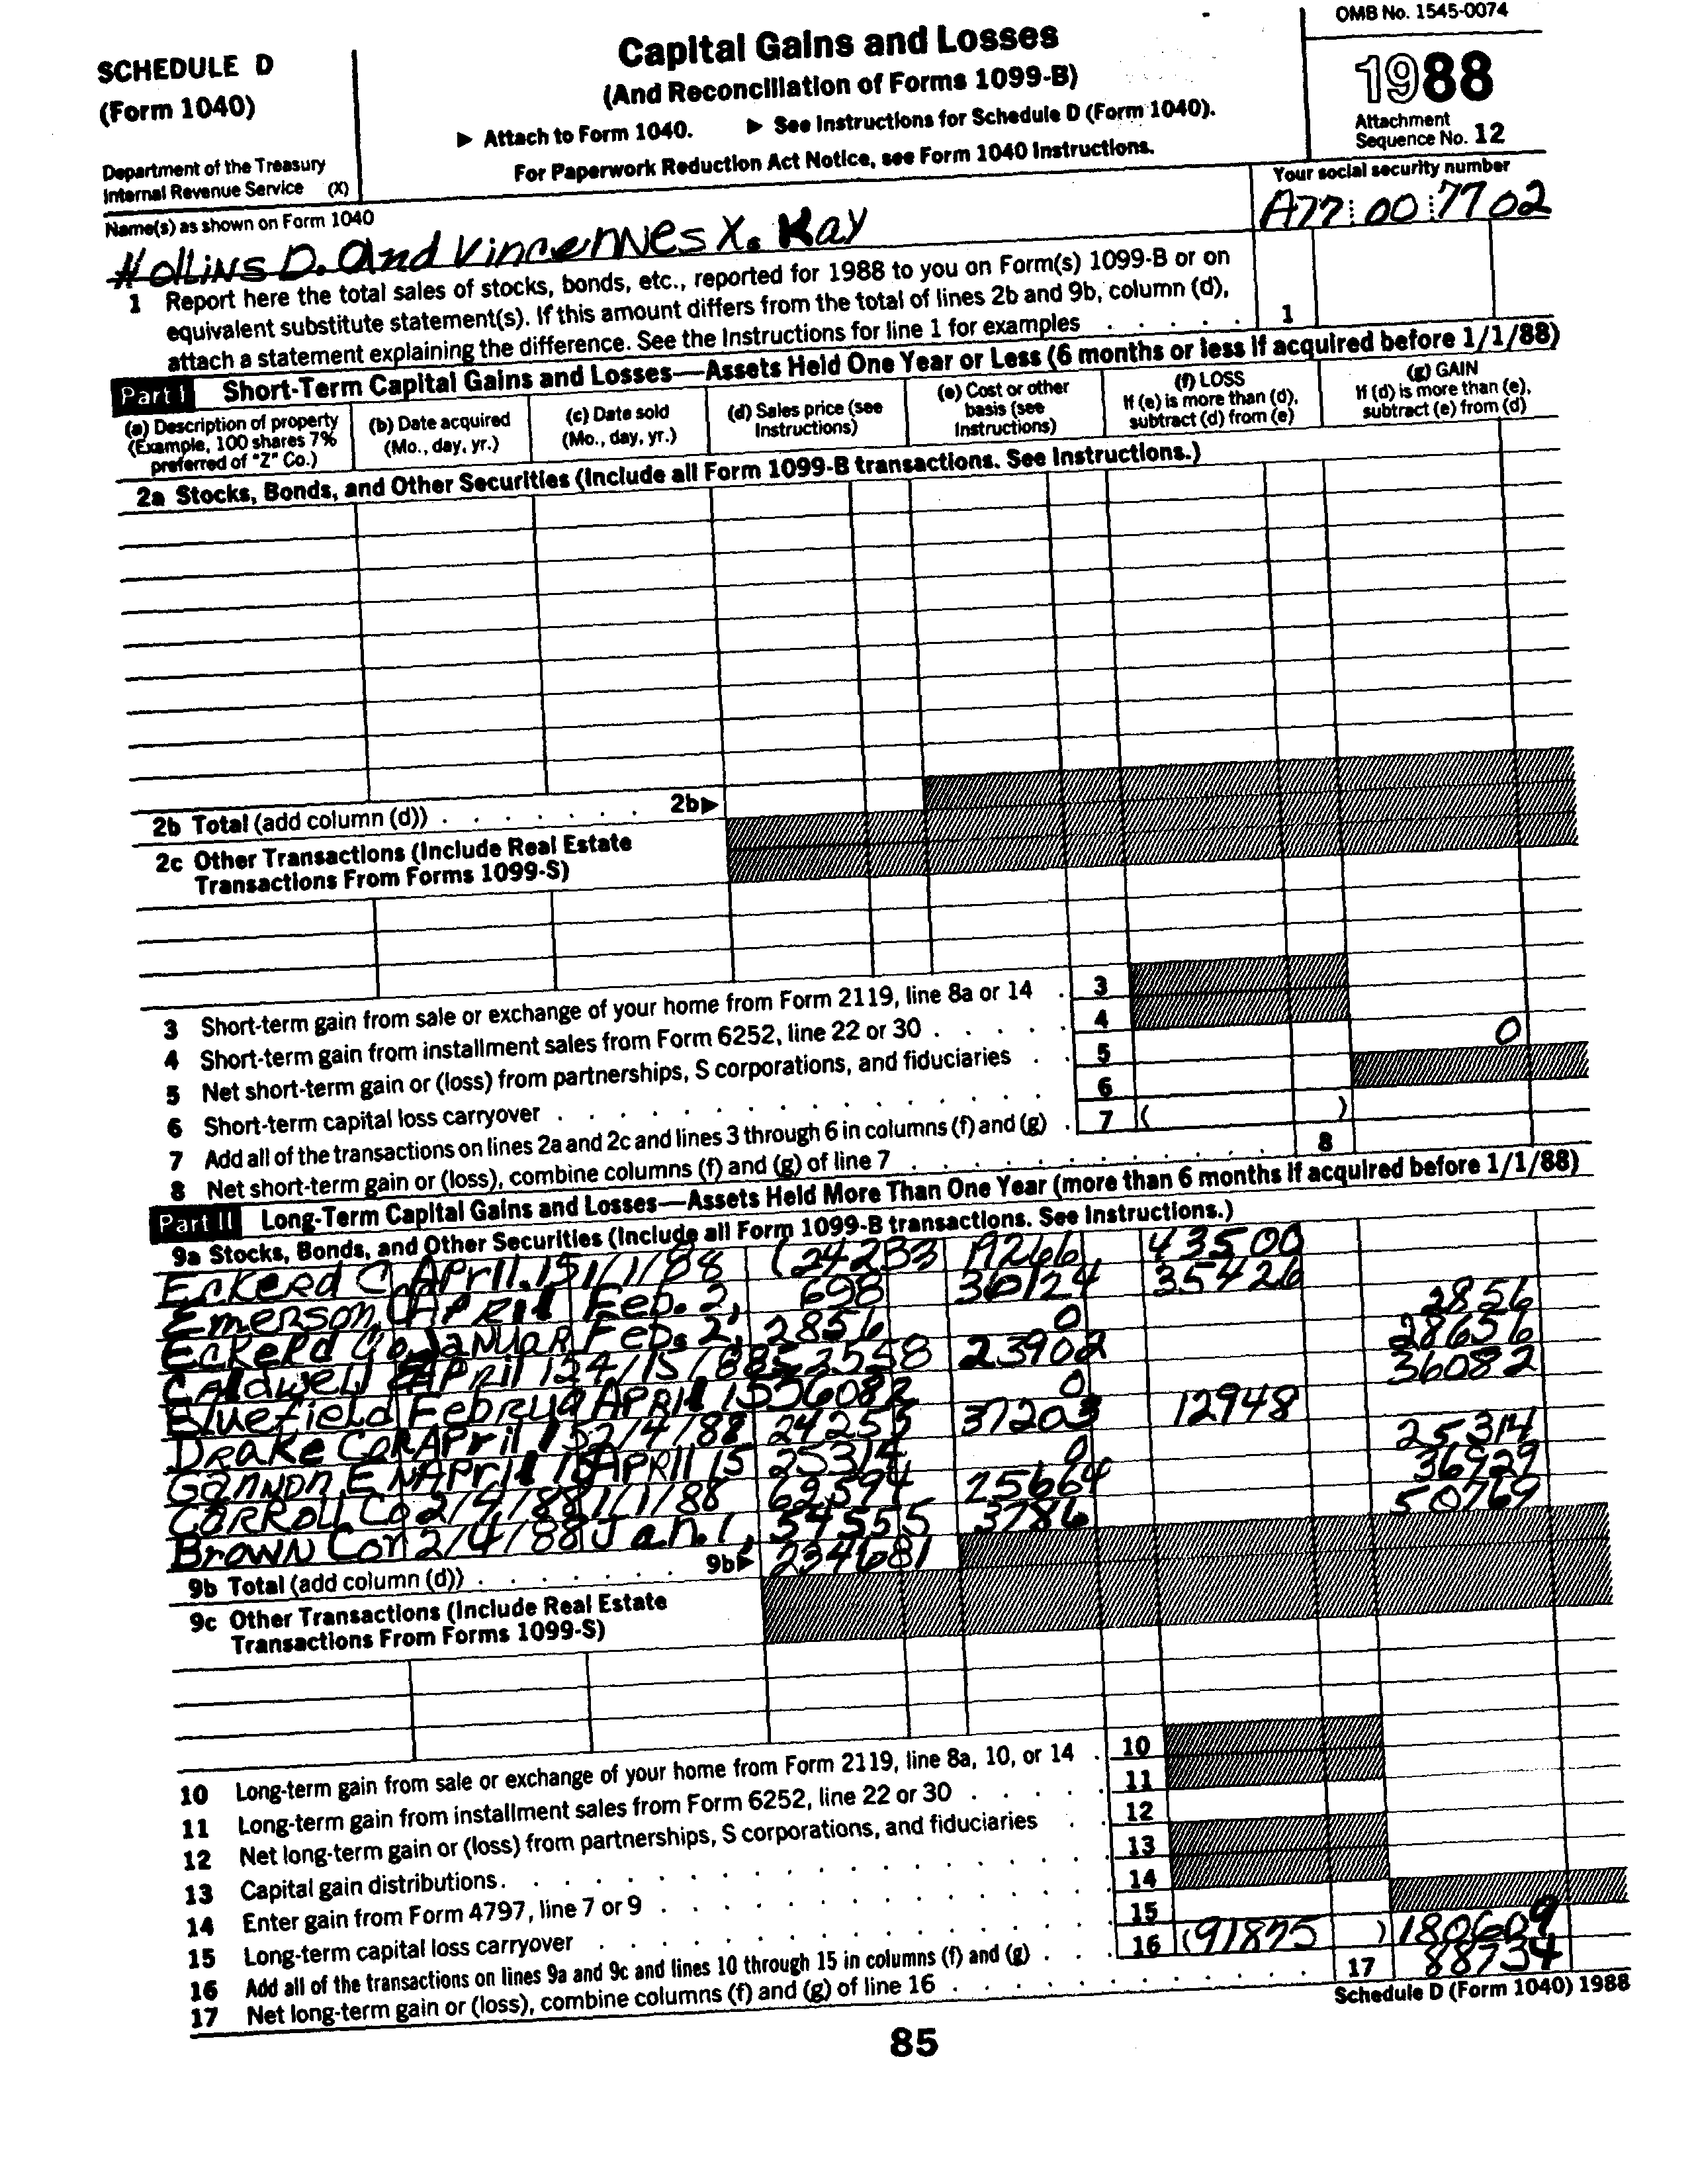 OMB No. 1545-0074
SCHEDULE D
(Form 1040)
Department of the Treasury
Internal Revenue Service (X)
Capital Gains and Losses
(And Reconciliation of Forms 1099-B)
▶ Attach to Form 1040. ▶ See Instructions for Schedule D (Form 1040).
For Paperwork Reduction Act Notice, see Form 1040 Instructions.
1988
Attachment
Sequence No. 12
Name(s) as shown on Form 1040
Your social security number
Hollins D. and Vincennes X. Kay
A77 00 7702
1 Report here the total sales of stocks, bonds, etc., reported for 1988 to you on Form(s) 1099-B or on
equivalent substitute statement(s). If this amount differs from the total of lines 2b and 9b, column (d),
attach a statement explaining the difference. See the Instructions for line 1 for examples . . . . . 1
Part I Short-Term Capital Gains and Losses—Assets Held One Year or Less (6 months or less if acquired before 1/1/88)
(a) Description of property
(Example, 100 shares 7%
preferred of "Z" Co.)
(b) Date acquired
(Mo., day, yr.)
(c) Date sold
(Mo., day, yr.)
(d) Sales price (see
Instructions)
(e) Cost or other
basis (see
Instructions)
(f) LOSS
If (e) is more than (d),
subtract (d) from (e)
(g) GAIN
If (d) is more than (e),
subtract (e) from (d)
2a Stocks, Bonds, and Other Securities (Include all Form 1099-B transactions. See Instructions.)
2b Total (add column (d)) . . . . . . . 2b▶
2c Other Transactions (Include Real Estate
Transactions From Forms 1099-S)
3 Short-term gain from sale or exchange of your home from Form 2119, line 8a or 14 . 3
4 Short-term gain from installment sales from Form 6252, line 22 or 30 . . . . . 4
5 Net short-term gain or (loss) from partnerships, S corporations, and fiduciaries . . 5 0
6 Short-term capital loss carryover . . . . . . . . . . . . . . . 6
7 Add all of the transactions on lines 2a and 2c and lines 3 through 6 in columns (f) and (g) . 7 ( )
8 Net short-term gain or (loss), combine columns (f) and (g) of line 7 . . . . . . . . . . . 8
Part II Long-Term Capital Gains and Losses—Assets Held More Than One Year (more than 6 months if acquired before 1/1/88)
9a Stocks, Bonds, and Other Securities (Include all Form 1099-B transactions. See Instructions.)
Eckerd C April 15 1/1/88 (24233 19266 43500
Emerson April Feb. 2, 698 36124 35426
Eckerd Co Januar Feb. 2, 2856 0 2856
Caldwell April 15 4/15/88 52558 23902 28656
Bluefield Februa April 15 36082 0 36082
Drake Cor April 15 2/4/88 24255 37203 12948
Gannon En April 15 April 15 25314 0 25314
Carroll Co 2/4/88 1/1/88 62594 25664 36929
Brown Cor 2/4/88 Jan. 1, 54555 3786 50769
9b Total (add column (d)) . . . . . . . 9b▶ 234681
9c Other Transactions (Include Real Estate
Transactions From Forms 1099-S)
10 Long-term gain from sale or exchange of your home from Form 2119, line 8a, 10, or 14 . 10
11 Long-term gain from installment sales from Form 6252, line 22 or 30 . . . . . 11
12 Net long-term gain or (loss) from partnerships, S corporations, and fiduciaries . . 12
13 Capital gain distributions . . . . . . . . . . . . . . . . . 13
14 Enter gain from Form 4797, line 7 or 9 . . . . . . . . . . . . . 14
15 Long-term capital loss carryover . . . . . . . . . . . . . . . 15
16 Add all of the transactions on lines 9a and 9c and lines 10 through 15 in columns (f) and (g) . . . 16 (91875 ) 180609
17 Net long-term gain or (loss), combine columns (f) and (g) of line 16 . . . . . . . . . . . 17 88734
Schedule D (Form 1040) 1988
85